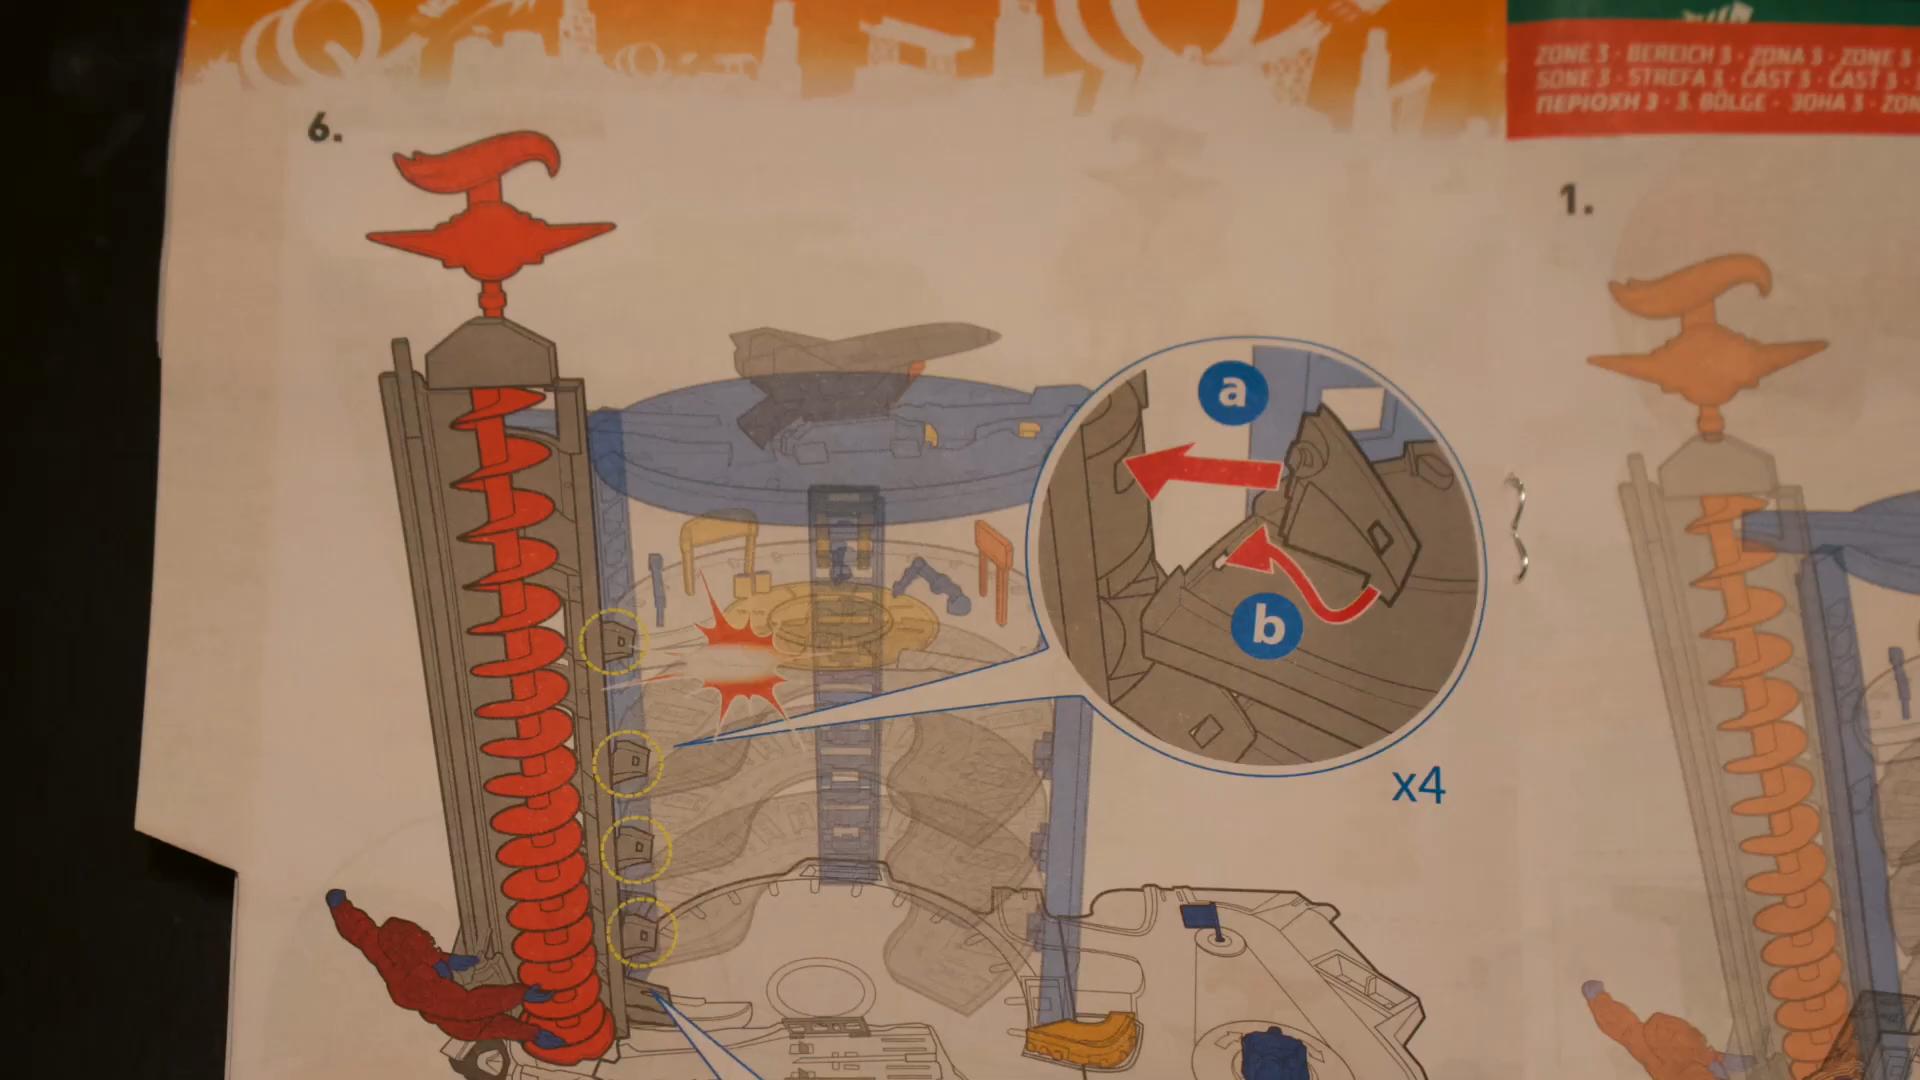 ZONE 3 · BEREICH 3 · ZONA 3 · ZONE 3
SONE 3 · STREFA 3 · ČÁST 3 · ČASŤ 3 ·
ΠΕΡΙΟΧΗ 3 · 3. BÖLGE · ЗОНА 3 ·
6.
1.
a
b
x4